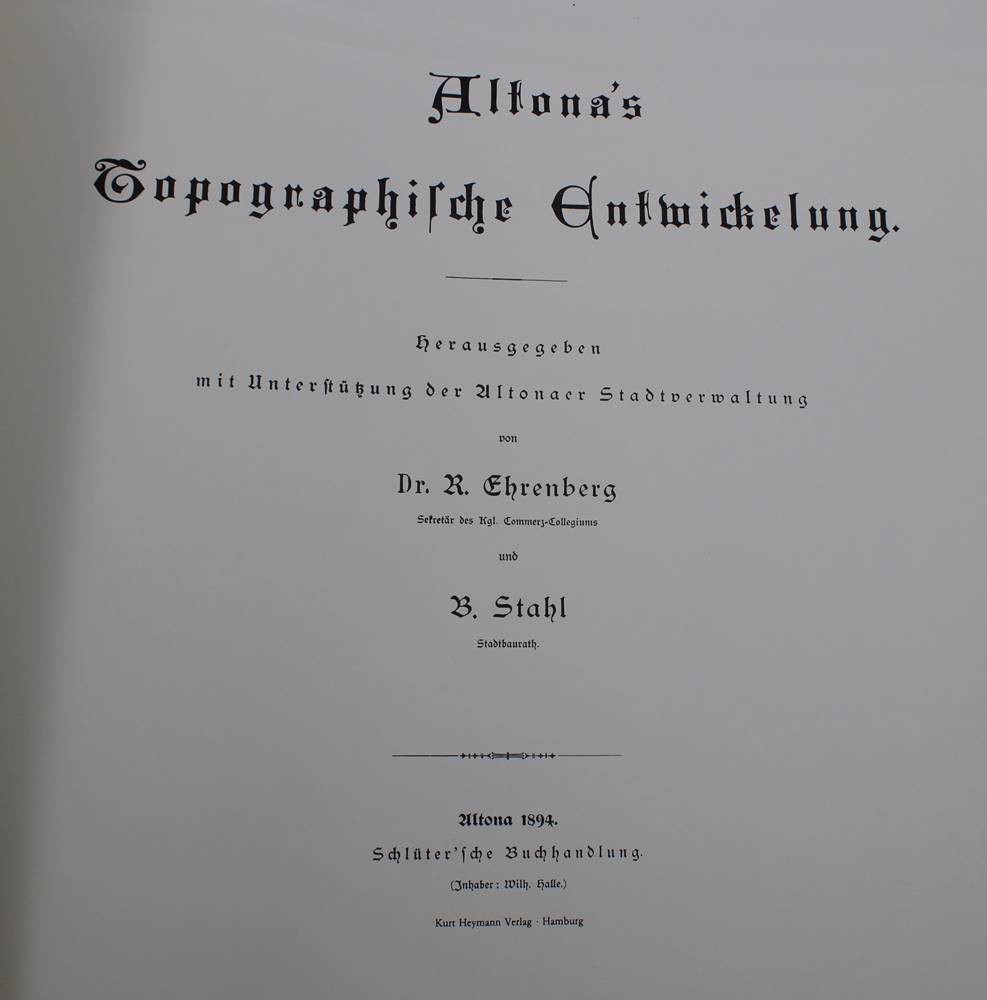 Altona's
Topographische Entwickelung.
Herausgegeben
mit Unterstützung der Altonaer Stadtverwaltung
von
Dr. R. Ehrenberg
Sekretär des Kgl. Commerz-Collegiums
und
B. Stahl
Stadtbaurath.
Altona 1894.
Schlüter'sche Buchhandlung.
(Inhaber: Wilh. Halle.)
Kurt Heymann Verlag · Hamburg